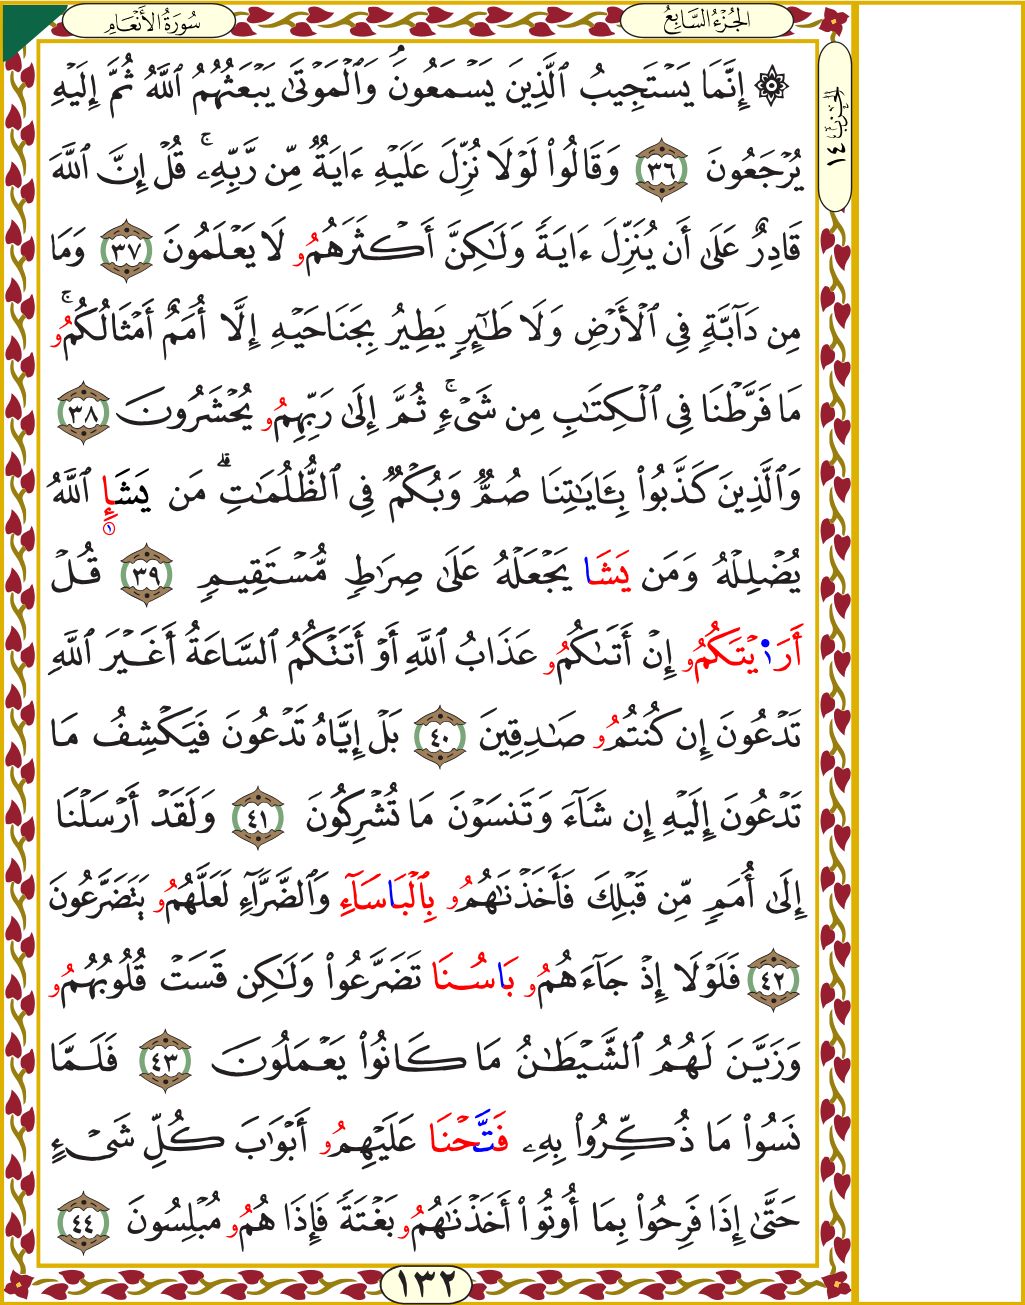 الجُزْءُ السَّابِعُ
سُورَةُ الأَنْعَامِ
الحزب ١٤
۞ إِنَّمَا يَسْتَجِيبُ ٱلَّذِينَ يَسْمَعُونَۘ وَٱلْمَوْتَىٰ يَبْعَثُهُمُ ٱللَّهُ ثُمَّ إِلَيْهِ
يُرْجَعُونَ ٣٦ وَقَالُوا۟ لَوْلَا نُزِّلَ عَلَيْهِ ءَايَةٌ مِّن رَّبِّهِۦۚ قُلْ إِنَّ ٱللَّهَ
قَادِرٌ عَلَىٰ أَن يُنَزِّلَ ءَايَةً وَلَـٰكِنَّ أَكْثَرَهُمُۥ لَا يَعْلَمُونَ ٣٧ وَمَا
مِن دَآبَّةٍ فِى ٱلْأَرْضِ وَلَا طَـٰٓئِرٍ يَطِيرُ بِجَنَاحَيْهِ إِلَّآ أُمَمٌ أَمْثَالُكُمُۥۚ
مَا فَرَّطْنَا فِى ٱلْكِتَـٰبِ مِن شَىْءٍۚ ثُمَّ إِلَىٰ رَبِّهِمُۥ يُحْشَرُونَ ٣٨
وَٱلَّذِينَ كَذَّبُوا۟ بِـَٔايَـٰتِنَا صُمٌّ وَبُكْمٌ فِى ٱلظُّلُمَـٰتِۗ مَن يَشَإِ ٱللَّهُ
١
يُضْلِلْهُ وَمَن يَشَا يَجْعَلْهُ عَلَىٰ صِرَٰطٍ مُّسْتَقِيمٍ ٣٩ قُلْ
أَرَا۬يْتَكُمُۥ إِنْ أَتَىٰكُمُۥ عَذَابُ ٱللَّهِ أَوْ أَتَتْكُمُ ٱلسَّاعَةُ أَغَيْرَ ٱللَّهِ
تَدْعُونَ إِن كُنتُمُۥ صَـٰدِقِينَ ٤٠ بَلْ إِيَّاهُ تَدْعُونَ فَيَكْشِفُ مَا
تَدْعُونَ إِلَيْهِ إِن شَآءَ وَتَنسَوْنَ مَا تُشْرِكُونَ ٤١ وَلَقَدْ أَرْسَلْنَا
إِلَىٰٓ أُمَمٍ مِّن قَبْلِكَ فَأَخَذْنَـٰهُمُۥ بِٱلْبَاسَآءِ وَٱلضَّرَّآءِ لَعَلَّهُمُۥ يَتَضَرَّعُونَ
٤٢ فَلَوْلَآ إِذْ جَآءَهُمُۥ بَاسُنَا تَضَرَّعُوا۟ وَلَـٰكِن قَسَتْ قُلُوبُهُمُۥ
وَزَيَّنَ لَهُمُ ٱلشَّيْطَـٰنُ مَا كَانُوا۟ يَعْمَلُونَ ٤٣ فَلَمَّا
نَسُوا۟ مَا ذُكِّرُوا۟ بِهِۦ فَتَّحْنَا عَلَيْهِمُۥ أَبْوَٰبَ كُلِّ شَىْءٍ
حَتَّىٰٓ إِذَا فَرِحُوا۟ بِمَآ أُوتُوٓا۟ أَخَذْنَـٰهُمُۥ بَغْتَةً فَإِذَا هُمُۥ مُبْلِسُونَ ٤٤
١٣٢